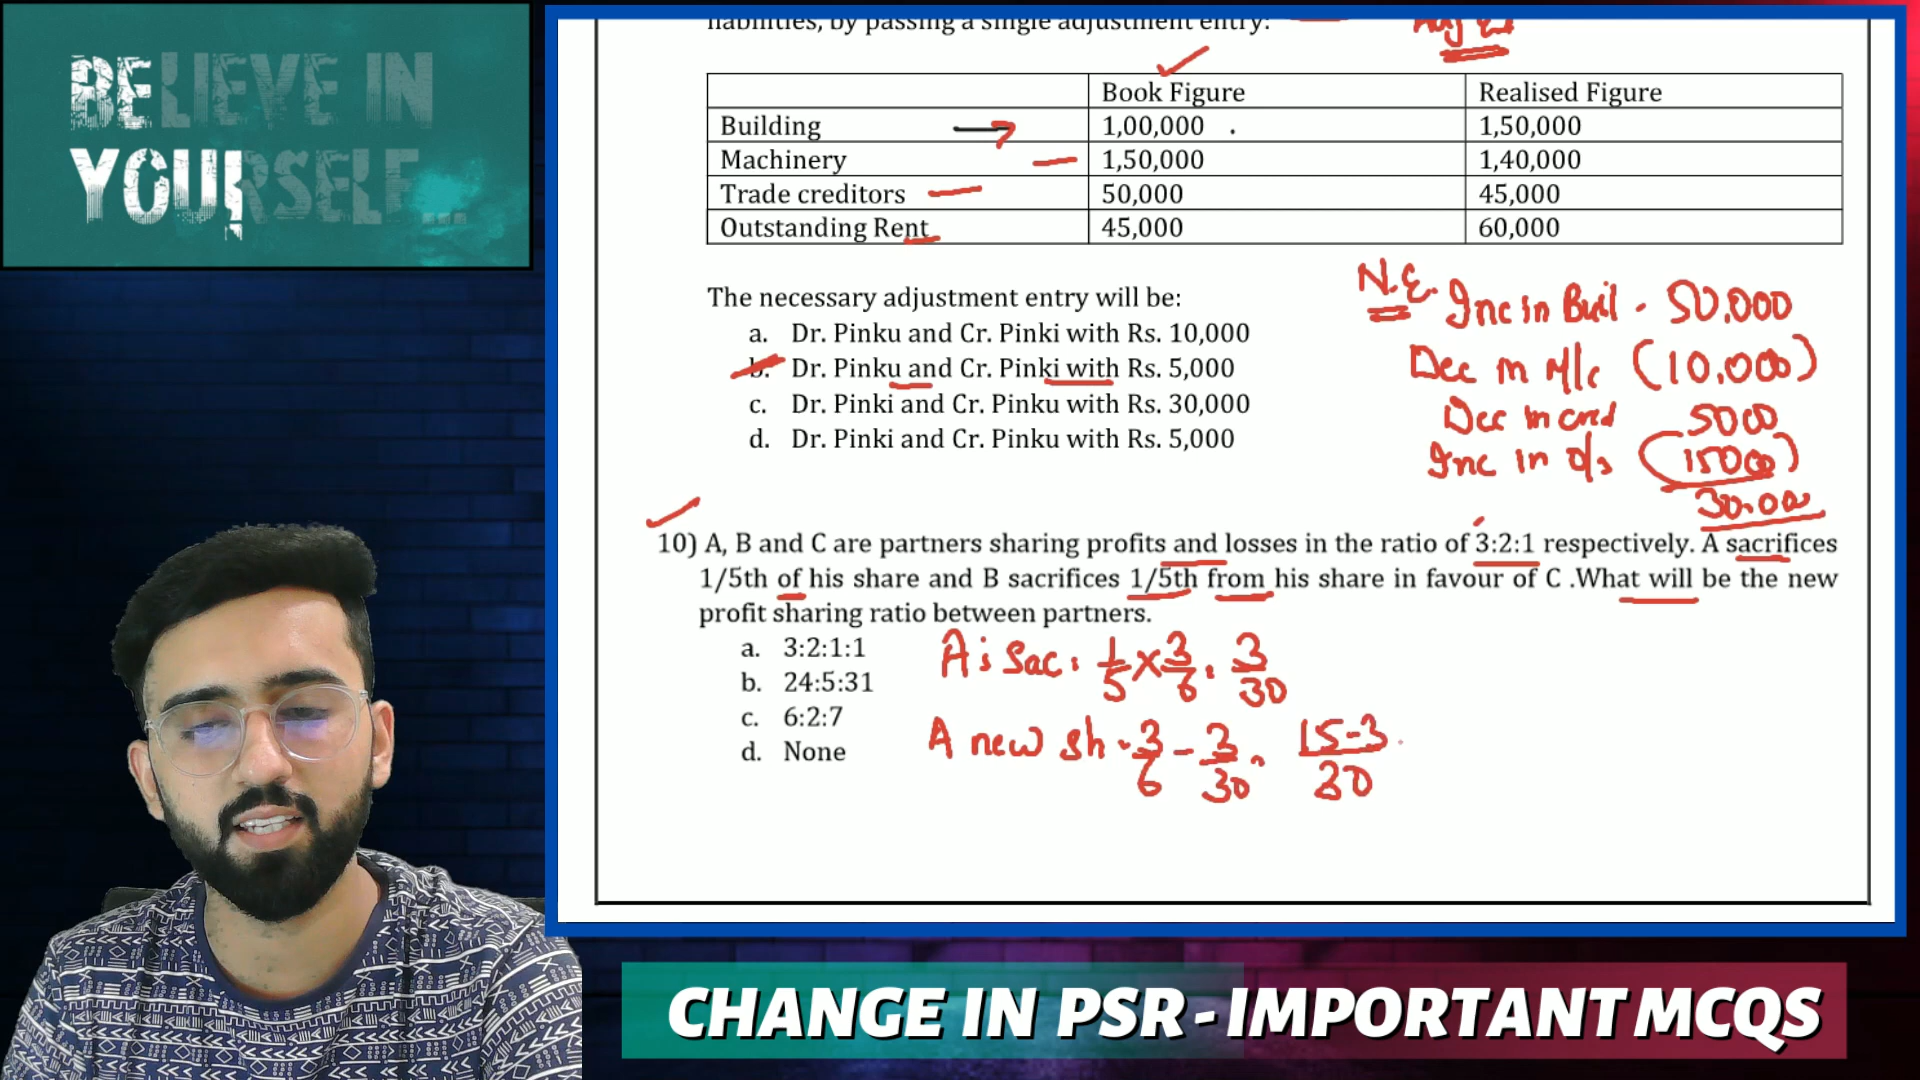 BELIEVE IN
YOURSELF...
liabilities, by passing a single adjustment entry:
Book Figure Realised Figure
Building 1,00,000 1,50,000
Machinery 1,50,000 1,40,000
Trade creditors 50,000 45,000
Outstanding Rent 45,000 60,000
N.E. Inc in Buil - 50,000
Dec in M/c (10,000)
Dec in cred 5000
Inc in o/s (15000)
30,000
The necessary adjustment entry will be:
a. Dr. Pinku and Cr. Pinki with Rs. 10,000
b. Dr. Pinku and Cr. Pinki with Rs. 5,000
c. Dr. Pinki and Cr. Pinku with Rs. 30,000
d. Dr. Pinki and Cr. Pinku with Rs. 5,000
10) A, B and C are partners sharing profits and losses in the ratio of 3:2:1 respectively. A sacrifices
1/5th of his share and B sacrifices 1/5th from his share in favour of C .What will be the new
profit sharing ratio between partners.
a. 3:2:1:1
b. 24:5:31
c. 6:2:7
d. None
A's Sac = 1/5 × 3/6 = 3/30
A new sh = 3/6 - 3/30 = 15-3/30
CHANGE IN PSR - IMPORTANT MCQS